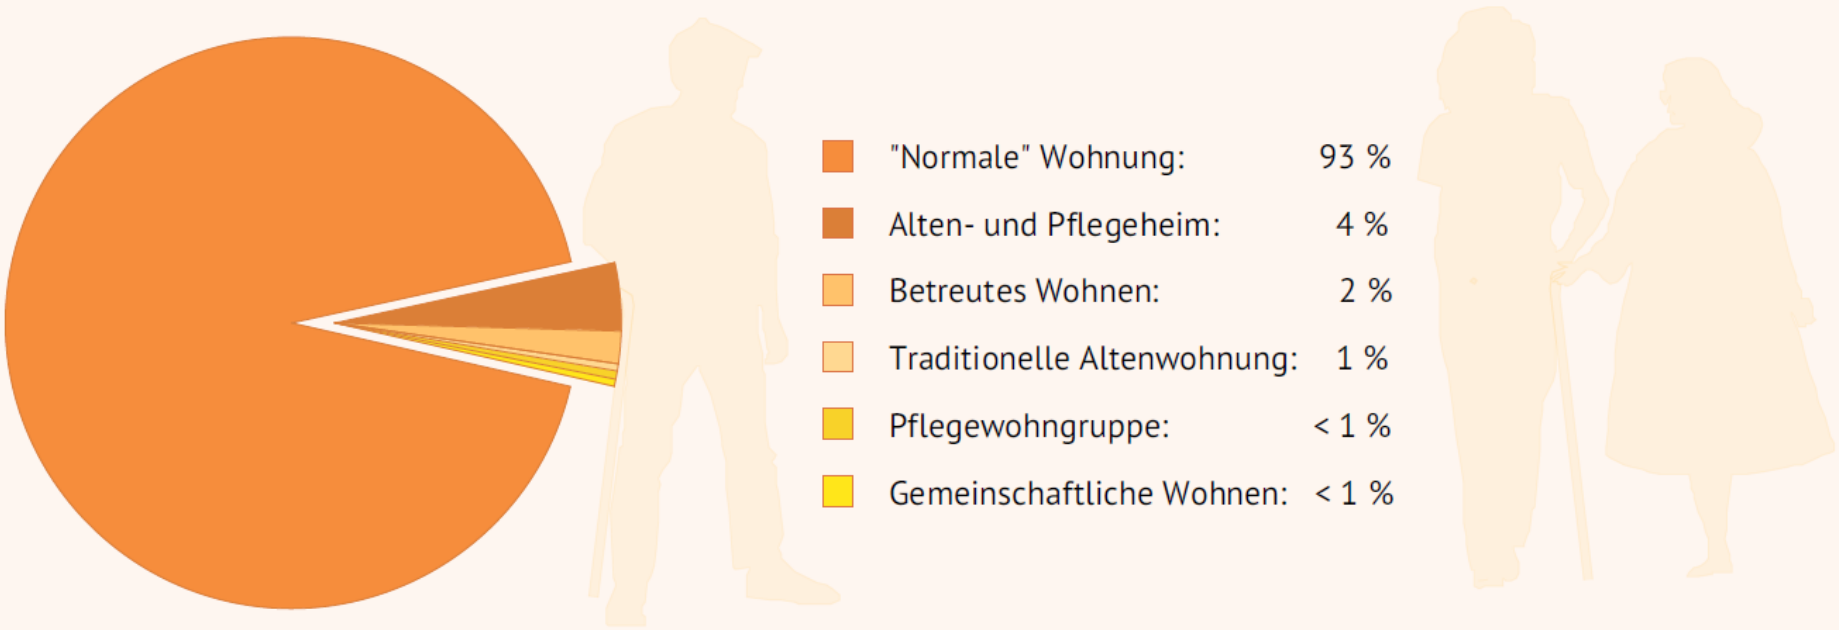 "Normale" Wohnung: 93 %
Alten- und Pflegeheim: 4 %
Betreutes Wohnen: 2 %
Traditionelle Altenwohnung: 1 %
Pflegewohngruppe: < 1 %
Gemeinschaftliche Wohnen: < 1 %